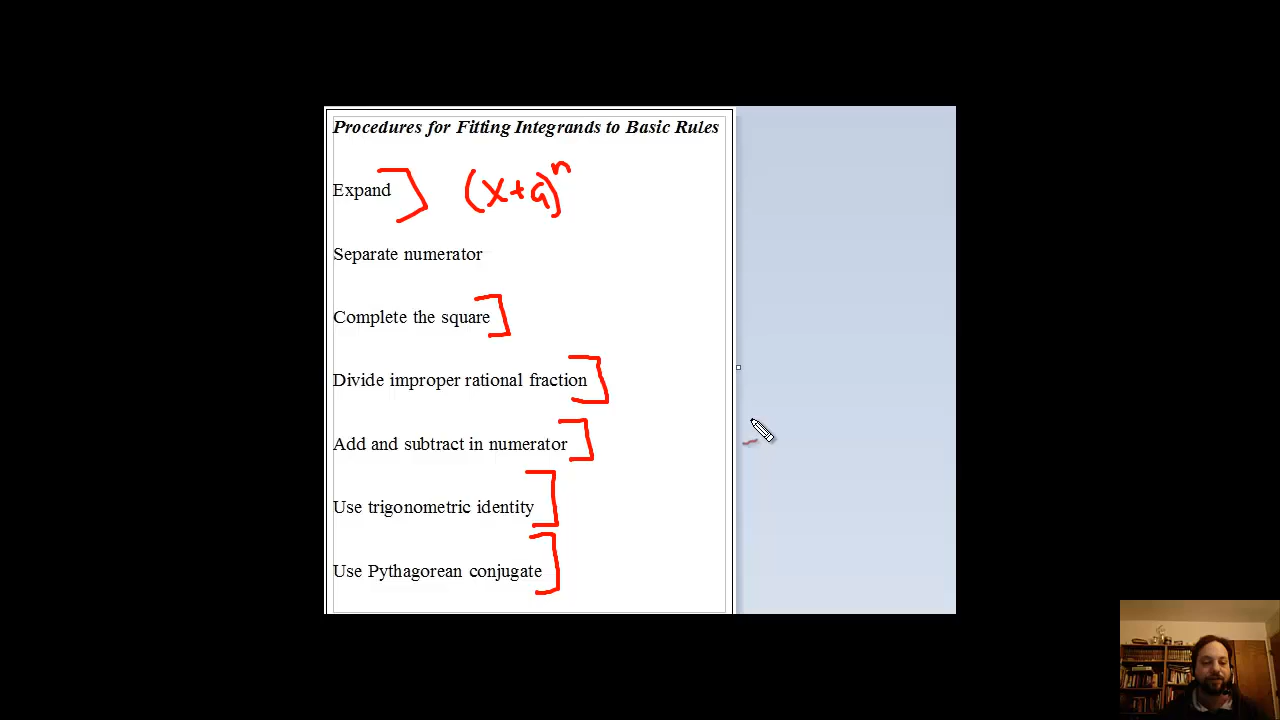 Procedures for Fitting Integrands to Basic Rules
Expand (x+a)^n
Separate numerator
Complete the square
Divide improper rational fraction
Add and subtract in numerator
Use trigonometric identity
Use Pythagorean conjugate